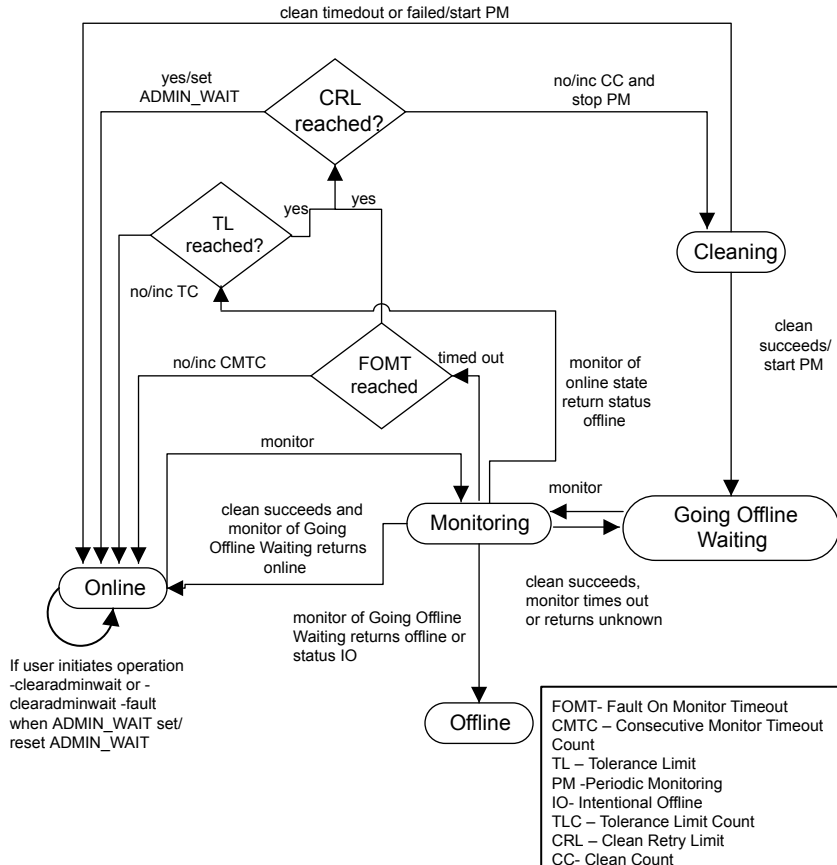 clean timedout or failed/start PM
yes/set
ADMIN_WAIT
CRL
reached?
no/inc CC and
stop PM
TL
reached?
yes
yes
Cleaning
no/inc TC
clean
succeeds/
start PM
no/inc CMTC
FOMT
reached
timed out
monitor of
online state
return status
offline
monitor
clean succeeds and
monitor of Going
Offline Waiting returns
online
Monitoring
monitor
Going Offline
Waiting
Online
clean succeeds,
monitor times out
or returns unknown
monitor of Going Offline
Waiting returns offline or
status IO
If user initiates operation
-clearadminwait or -
clearadminwait -fault
when ADMIN_WAIT set/
reset ADMIN_WAIT
Offline
FOMT- Fault On Monitor Timeout
CMTC – Consecutive Monitor Timeout
Count
TL – Tolerance Limit
PM -Periodic Monitoring
IO- Intentional Offline
TLC – Tolerance Limit Count
CRL – Clean Retry Limit
CC- Clean Count